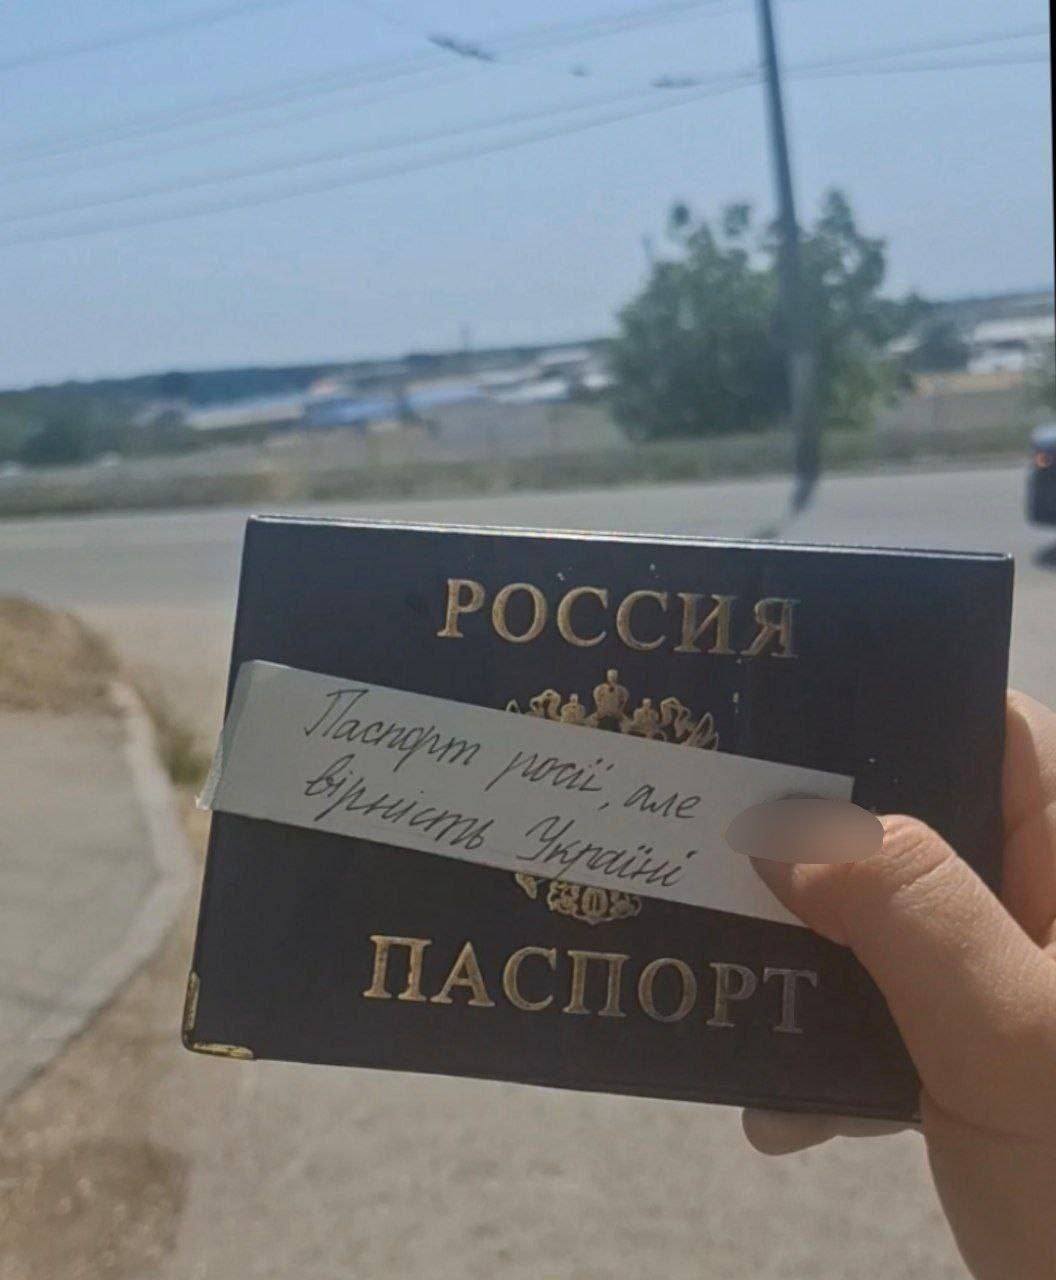 РОССИЯ
Паспорт росії, але
вірність Україні
ПАСПОРТ